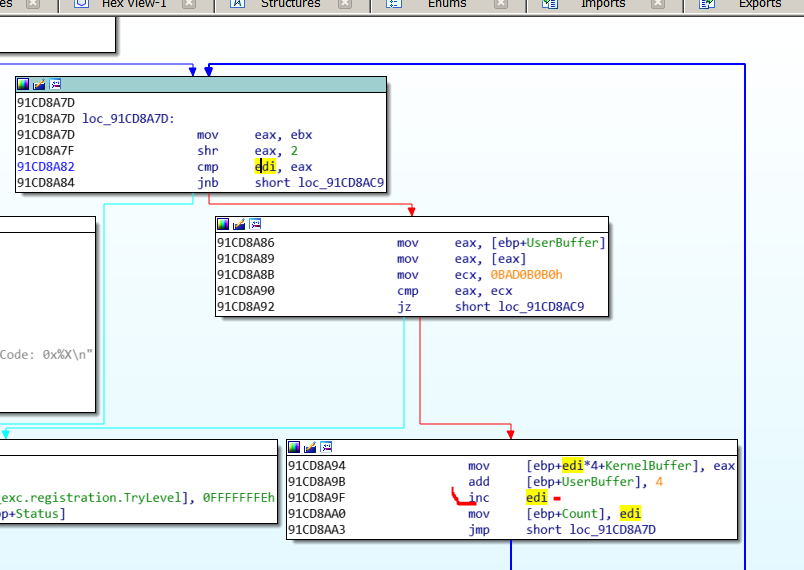 es Hex View-1 Structures Enums Imports Exports
91CD8A7D
91CD8A7D loc_91CD8A7D:
91CD8A7D mov eax, ebx
91CD8A7F shr eax, 2
91CD8A82 cmp edi, eax
91CD8A84 jnb short loc_91CD8AC9
91CD8A86 mov eax, [ebp+UserBuffer]
91CD8A89 mov eax, [eax]
91CD8A8B mov ecx, 0BAD0B0B0h
91CD8A90 cmp eax, ecx
91CD8A92 jz short loc_91CD8AC9
Code: 0x%X\n"
_exc.registration.TryLevel], 0FFFFFFFEh
p+Status]
91CD8A94 mov [ebp+edi*4+KernelBuffer], eax
91CD8A9B add [ebp+UserBuffer], 4
91CD8A9F inc edi
91CD8AA0 mov [ebp+Count], edi
91CD8AA3 jmp short loc_91CD8A7D